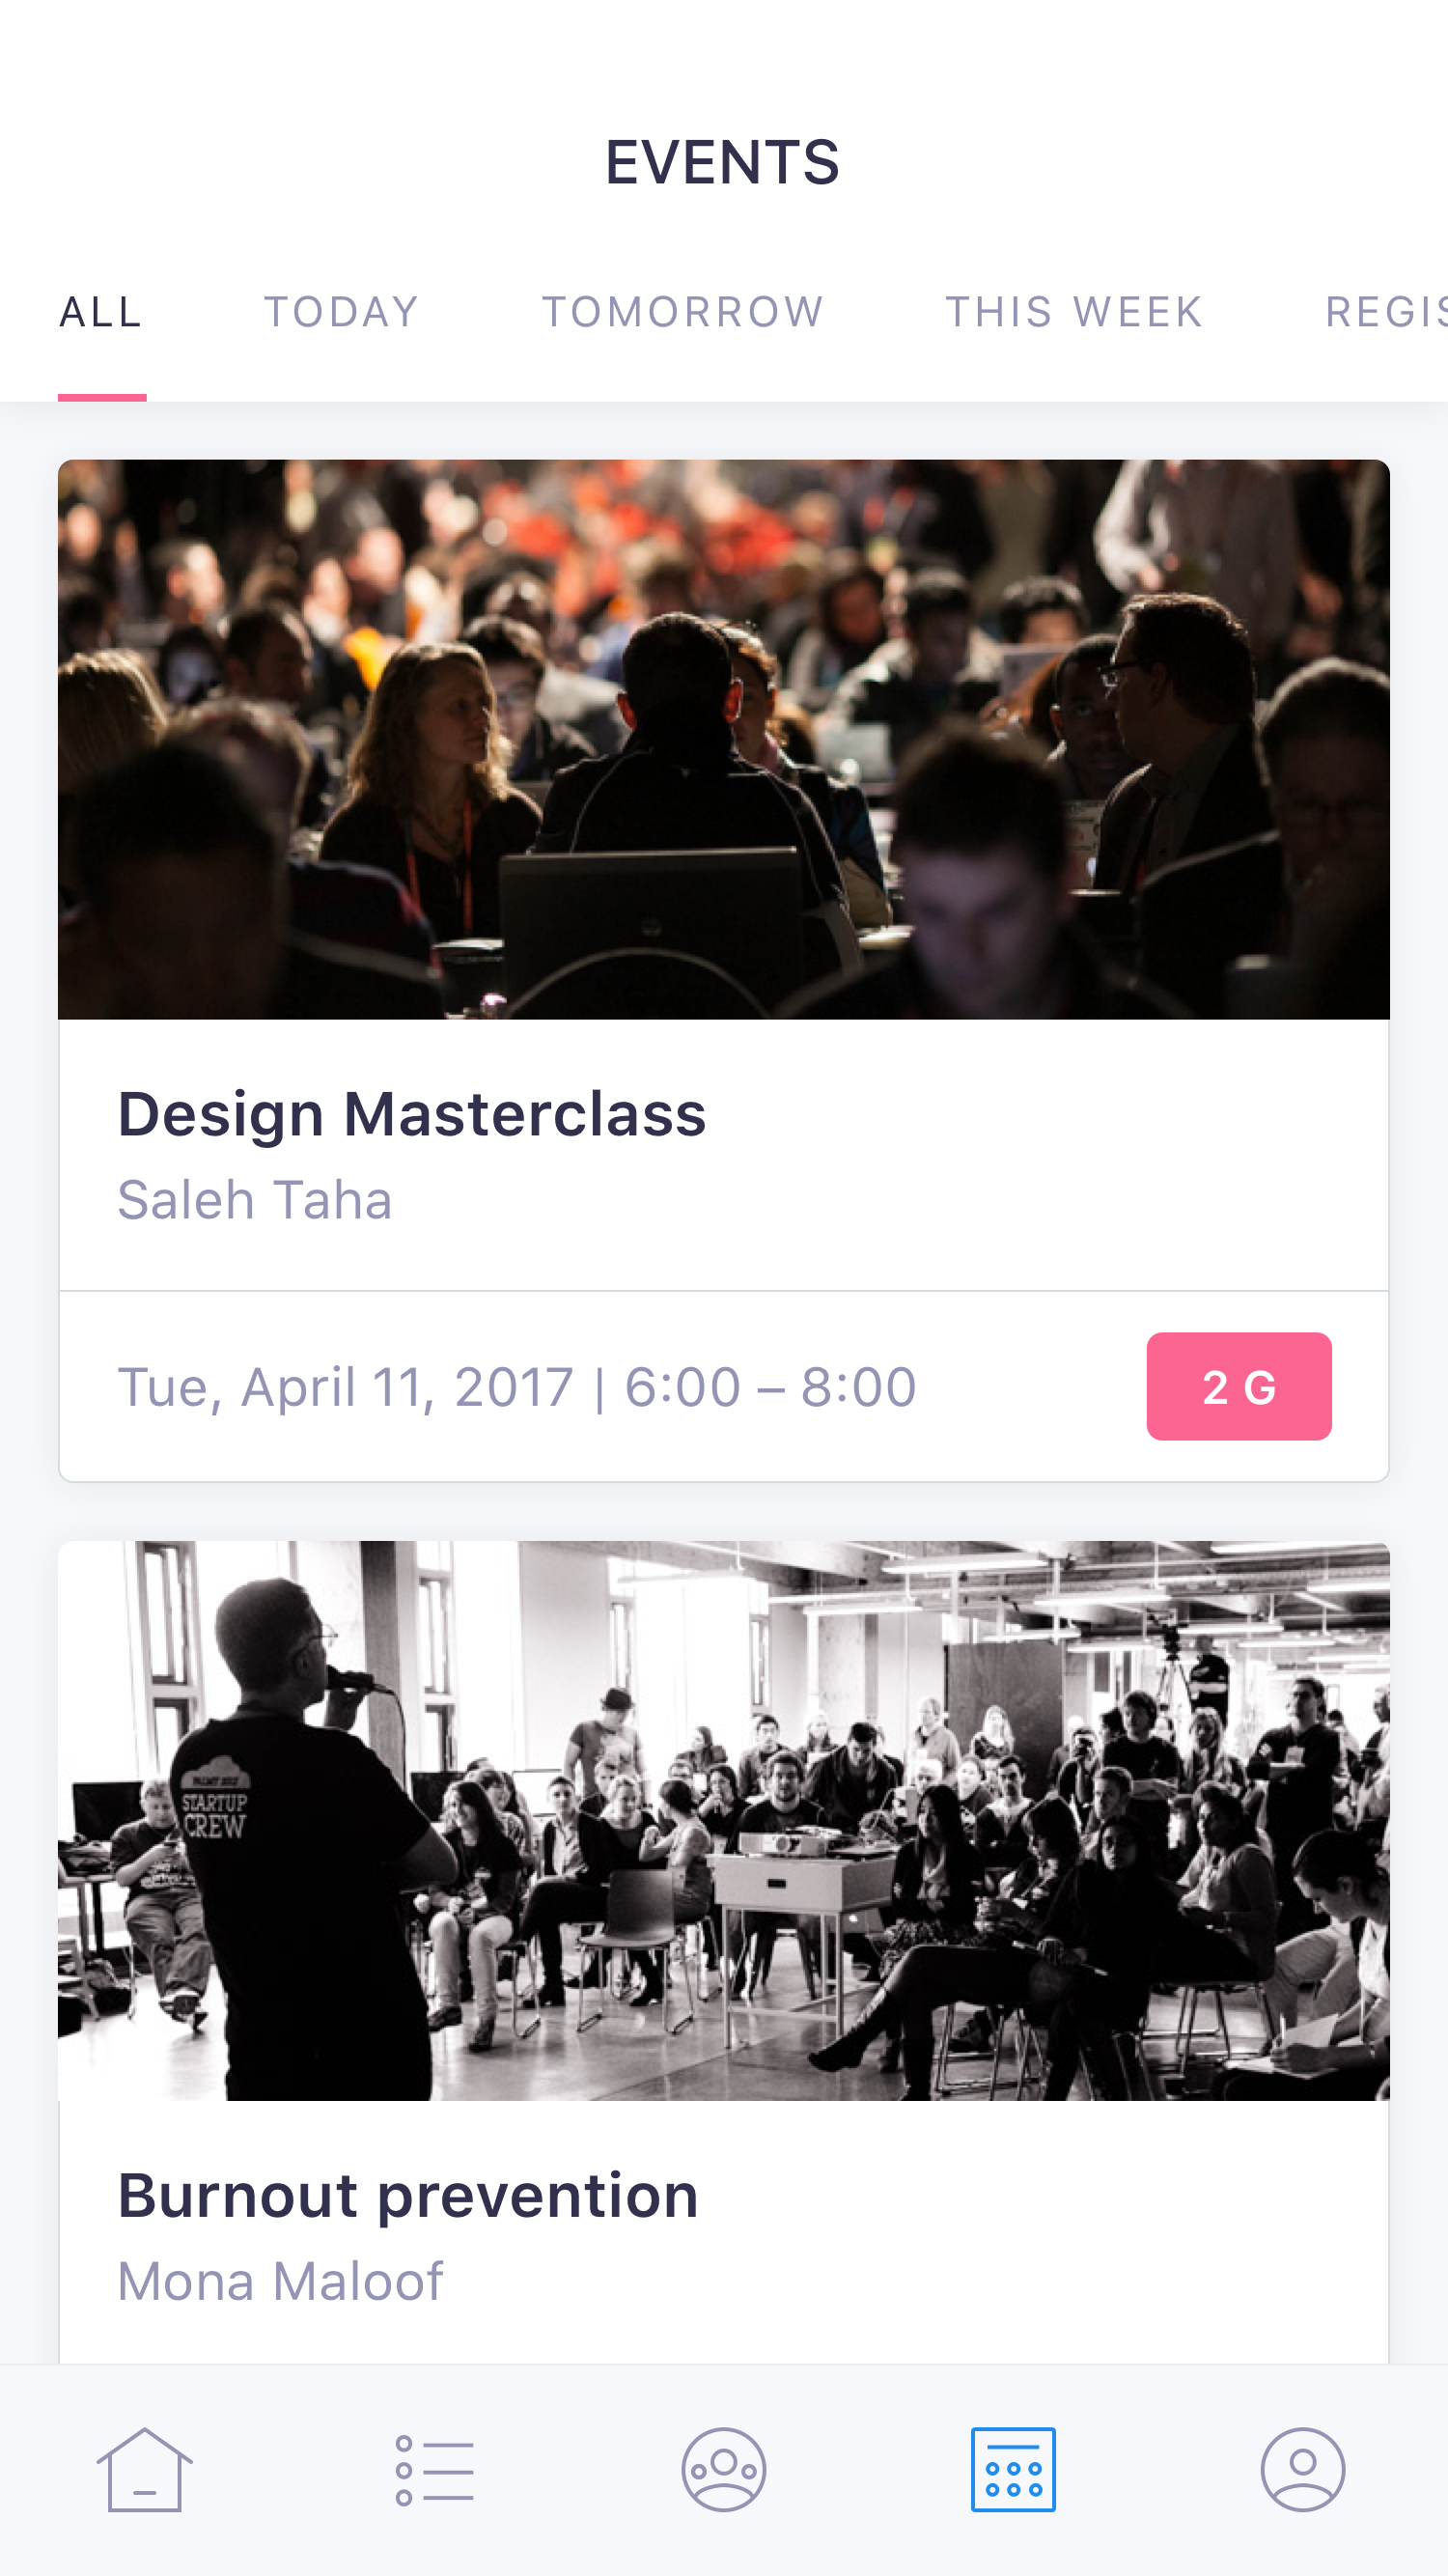 EVENTS
ALL TODAY TOMORROW THIS WEEK REGIS
Design Masterclass
Saleh Taha
Tue, April 11, 2017 | 6:00 – 8:00
2 G
STARTUP
CREW
Burnout prevention
Mona Maloof